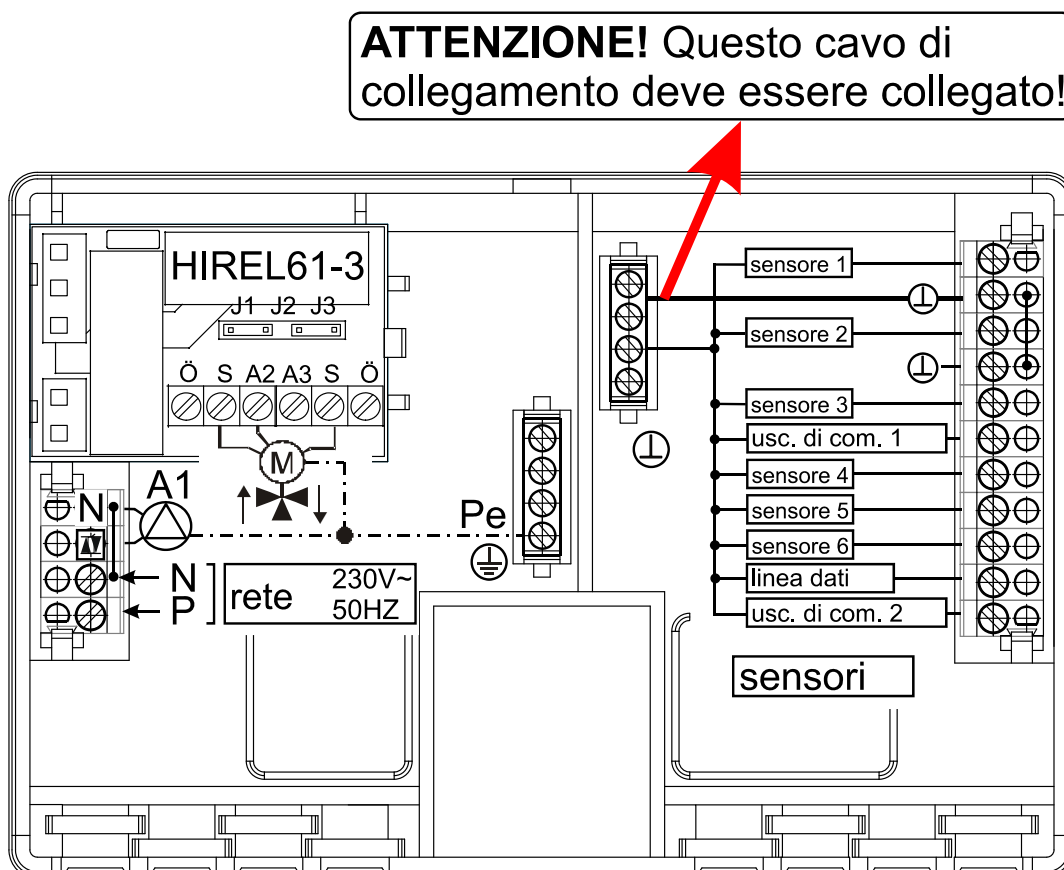 ATTENZIONE! Questo cavo di
collegamento deve essere collegato!
HIREL61-3
J1 J2 J3
Ö S A2 A3 S Ö
M
A1
N
N
P
rete
230V~
50HZ
Pe
sensore 1
sensore 2
sensore 3
usc. di com. 1
sensore 4
sensore 5
sensore 6
linea dati
usc. di com. 2
sensori